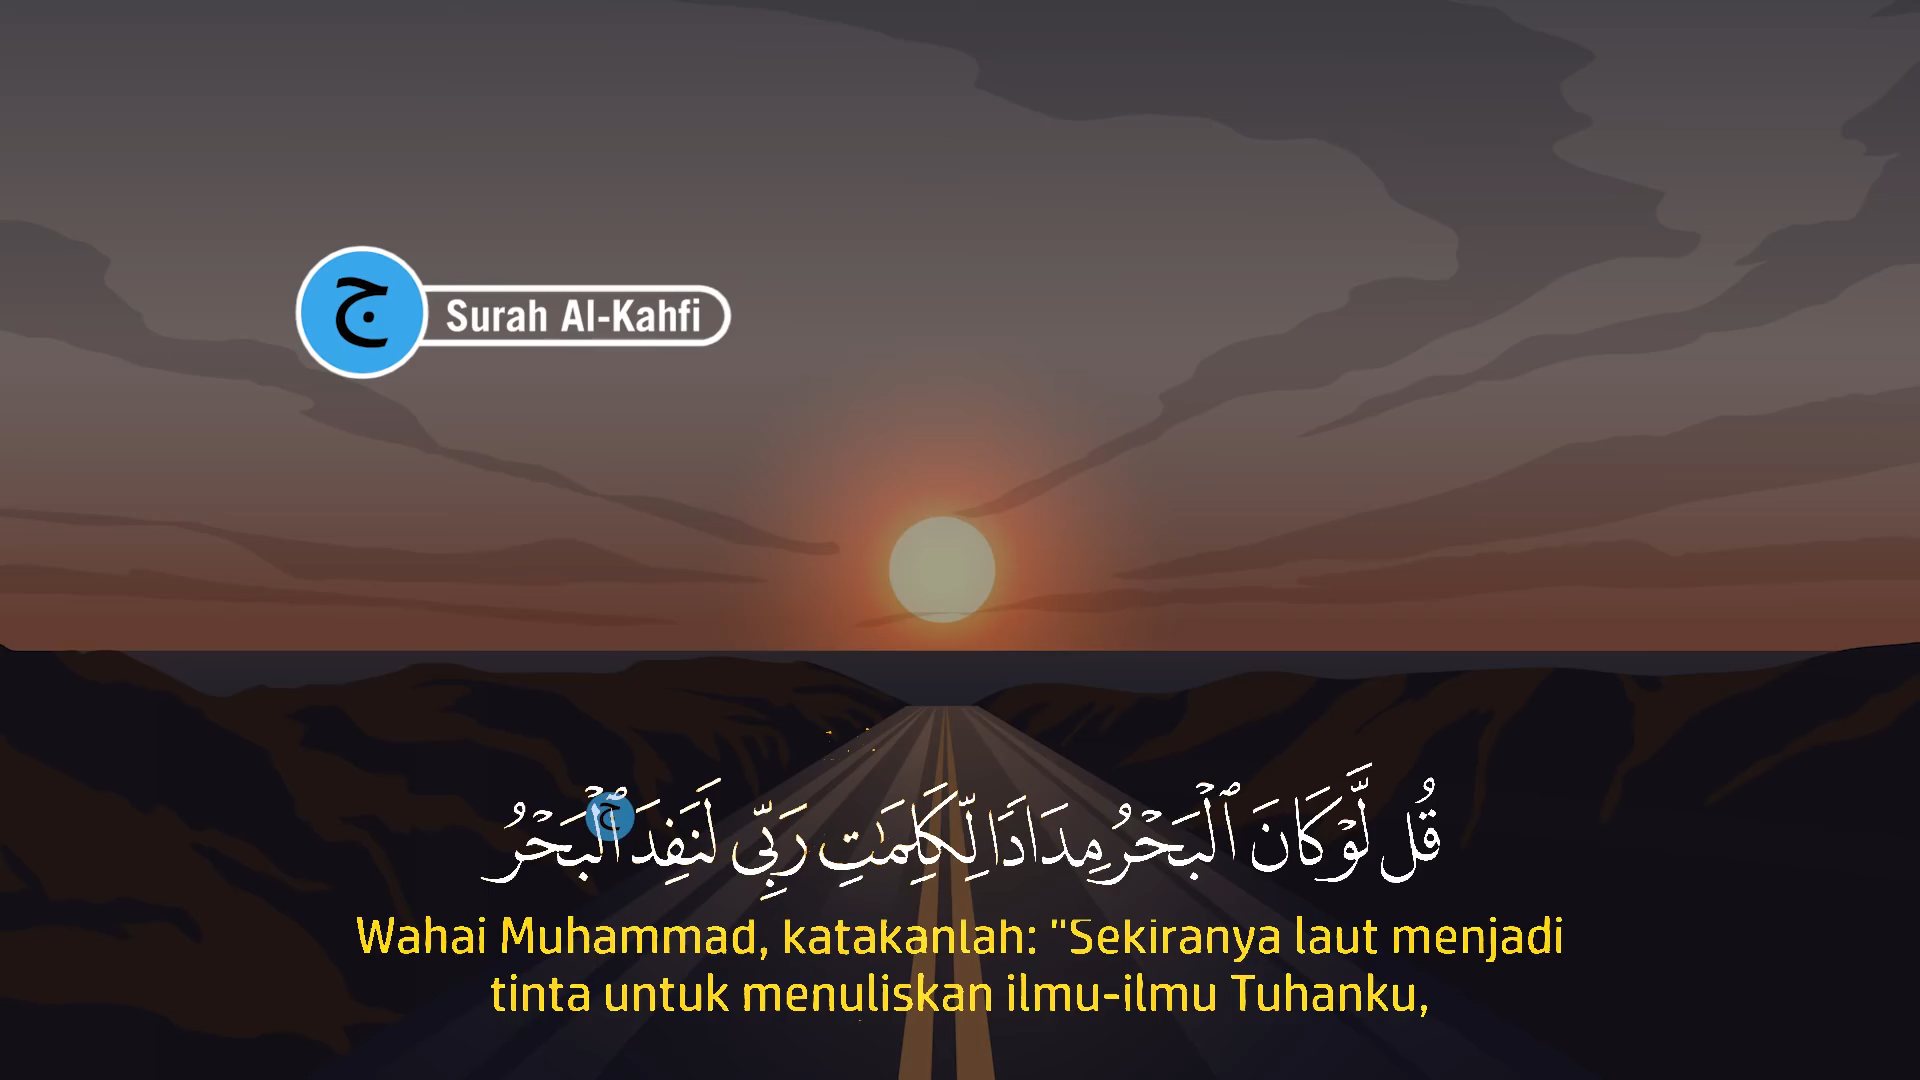 ج
Surah Al-Kahfi
قُل لَّوْ كَانَ ٱلْبَحْرُ مِدَادًا لِّكَلِمَٰتِ رَبِّى لَنَفِدَ ٱلْبَحْرُ
ج
Wahai Muhammad, katakanlah: "Sekiranya laut menjadi
tinta untuk menuliskan ilmu-ilmu Tuhanku,